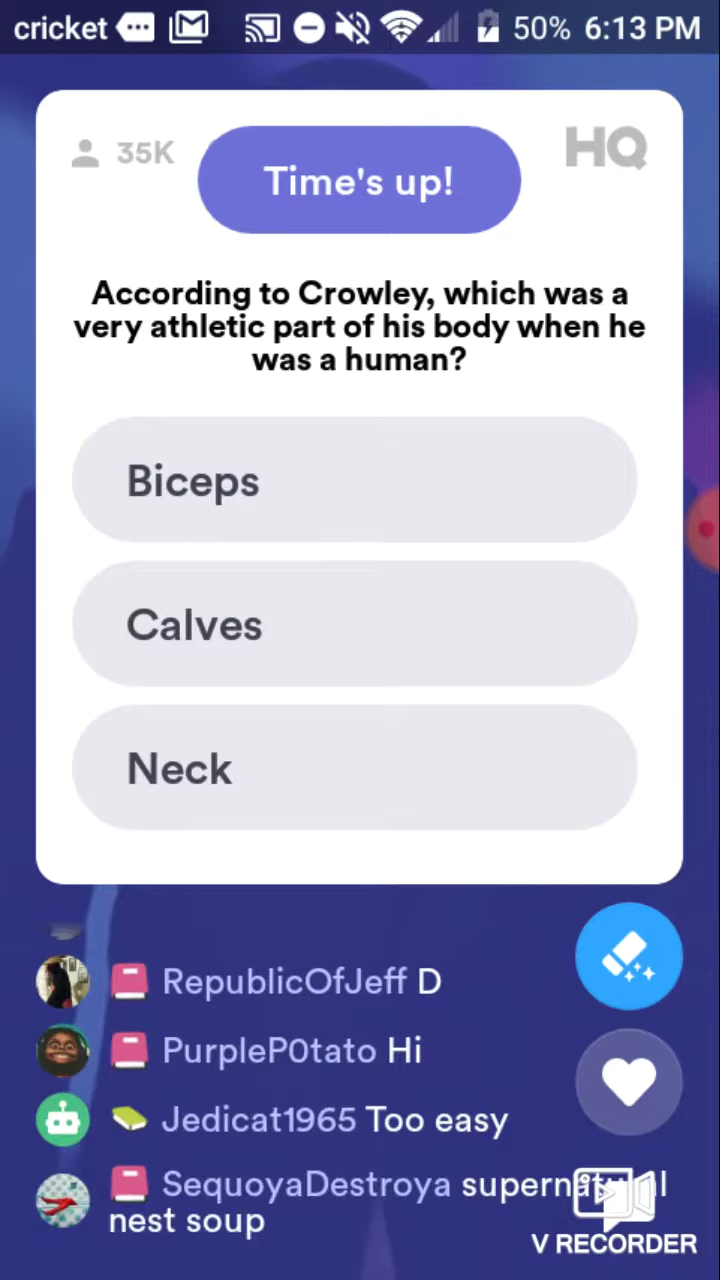 cricket 50% 6:13 PM
35K Time's up! HQ
According to Crowley, which was a
very athletic part of his body when he
was a human?
Biceps
Calves
Neck
RepublicOfJeff D
PurpleP0tato Hi
Jedicat1965 Too easy
SequoyaDestroya supernatural
nest soup
V RECORDER